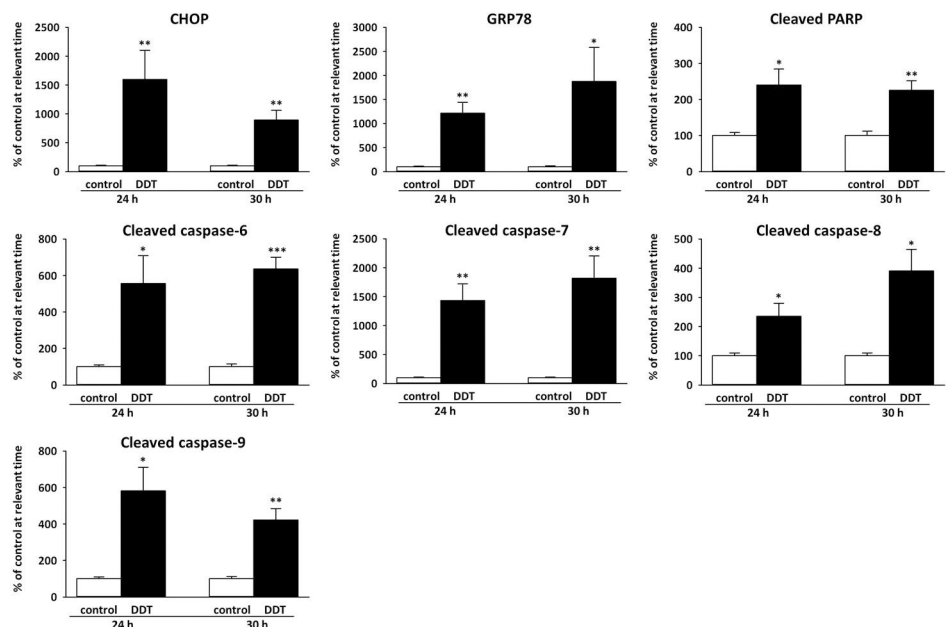 CHOP
% of control at relevant time
2500
2000
1500
1000
500
0
**
**
control DDT control DDT
24 h 30 h
GRP78
% of control at relevant time
3000
2500
2000
1500
1000
500
0
**
*
control DDT control DDT
24 h 30 h
Cleaved PARP
% of control at relevant time
400
300
200
100
0
*
**
control DDT control DDT
24 h 30 h
Cleaved caspase-6
% of control at relevant time
800
600
400
200
0
*
***
control DDT control DDT
24 h 30 h
Cleaved caspase-7
% of control at relevant time
2500
2000
1500
1000
500
0
**
**
control DDT control DDT
24 h 30 h
Cleaved caspase-8
% of control at relevant time
500
400
300
200
100
0
*
*
control DDT control DDT
24 h 30 h
Cleaved caspase-9
% of control at relevant time
800
600
400
200
0
*
**
control DDT control DDT
24 h 30 h